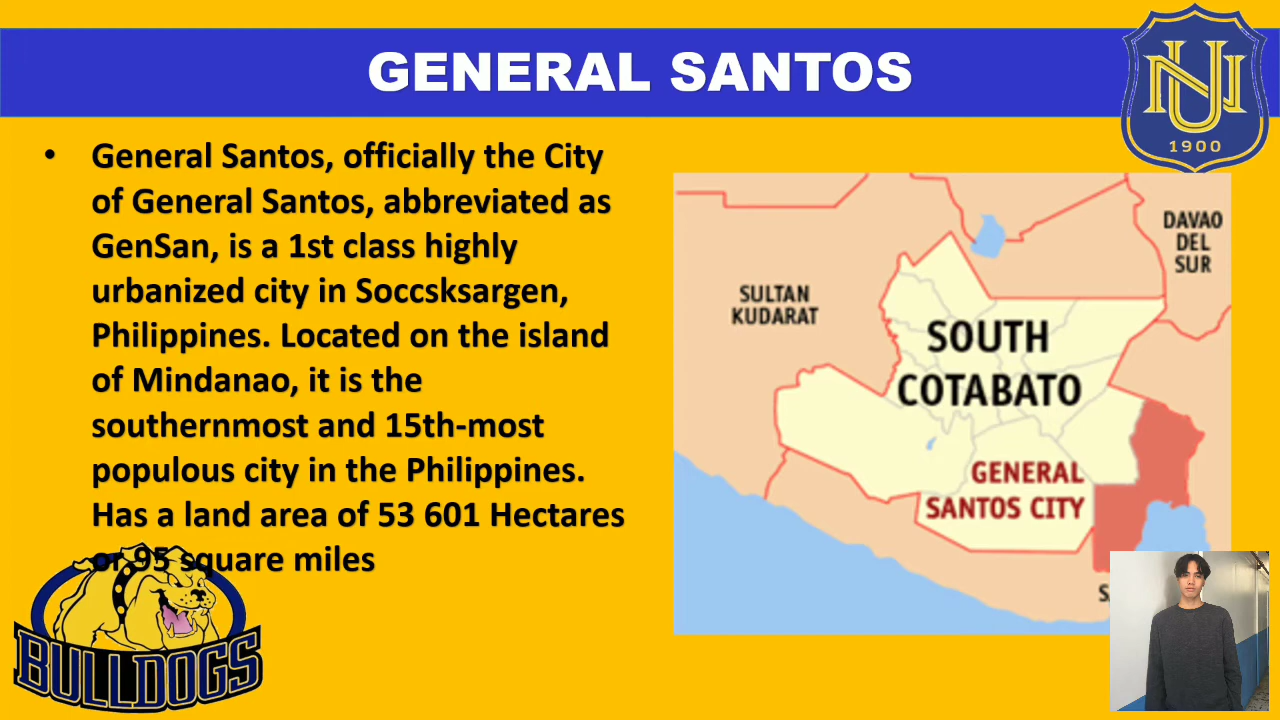 GENERAL SANTOS
NU
1900
• General Santos, officially the City
of General Santos, abbreviated as
GenSan, is a 1st class highly
urbanized city in Soccsksargen,
Philippines. Located on the island
of Mindanao, it is the
southernmost and 15th-most
populous city in the Philippines.
Has a land area of 53 601 Hectares
or 95 square miles
DAVAO
DEL
SUR
SULTAN
KUDARAT
SOUTH
COTABATO
GENERAL
SANTOS CITY
BULLDOGS